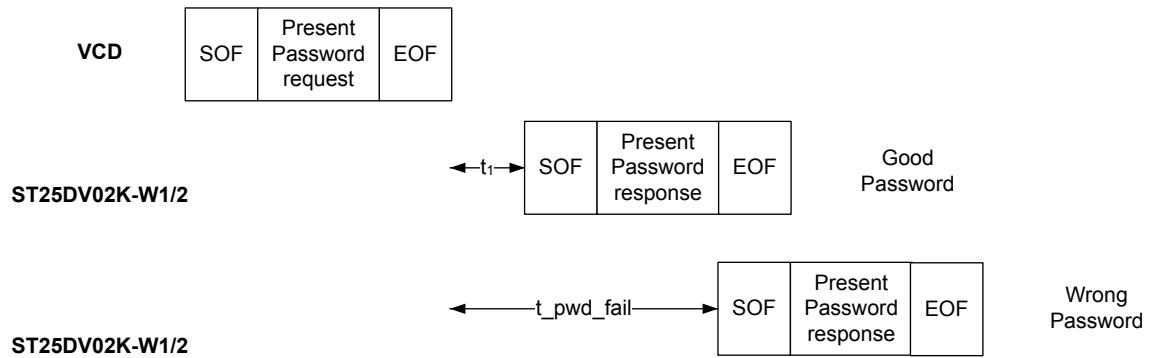 VCD
SOF
Present
Password
request
EOF
ST25DV02K-W1/2
t1
SOF
Present
Password
response
EOF
Good
Password
ST25DV02K-W1/2
t_pwd_fail
SOF
Present
Password
response
EOF
Wrong
Password